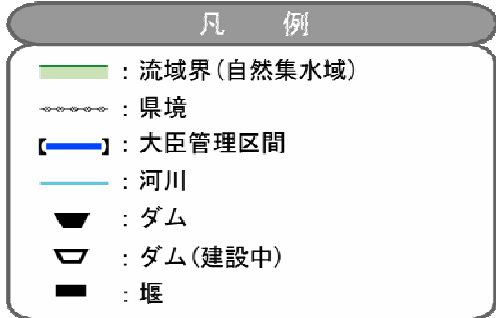 凡 例
：流域界（自然集水域）
：県境
：大臣管理区間
：河川
：ダム
：ダム（建設中）
：堰